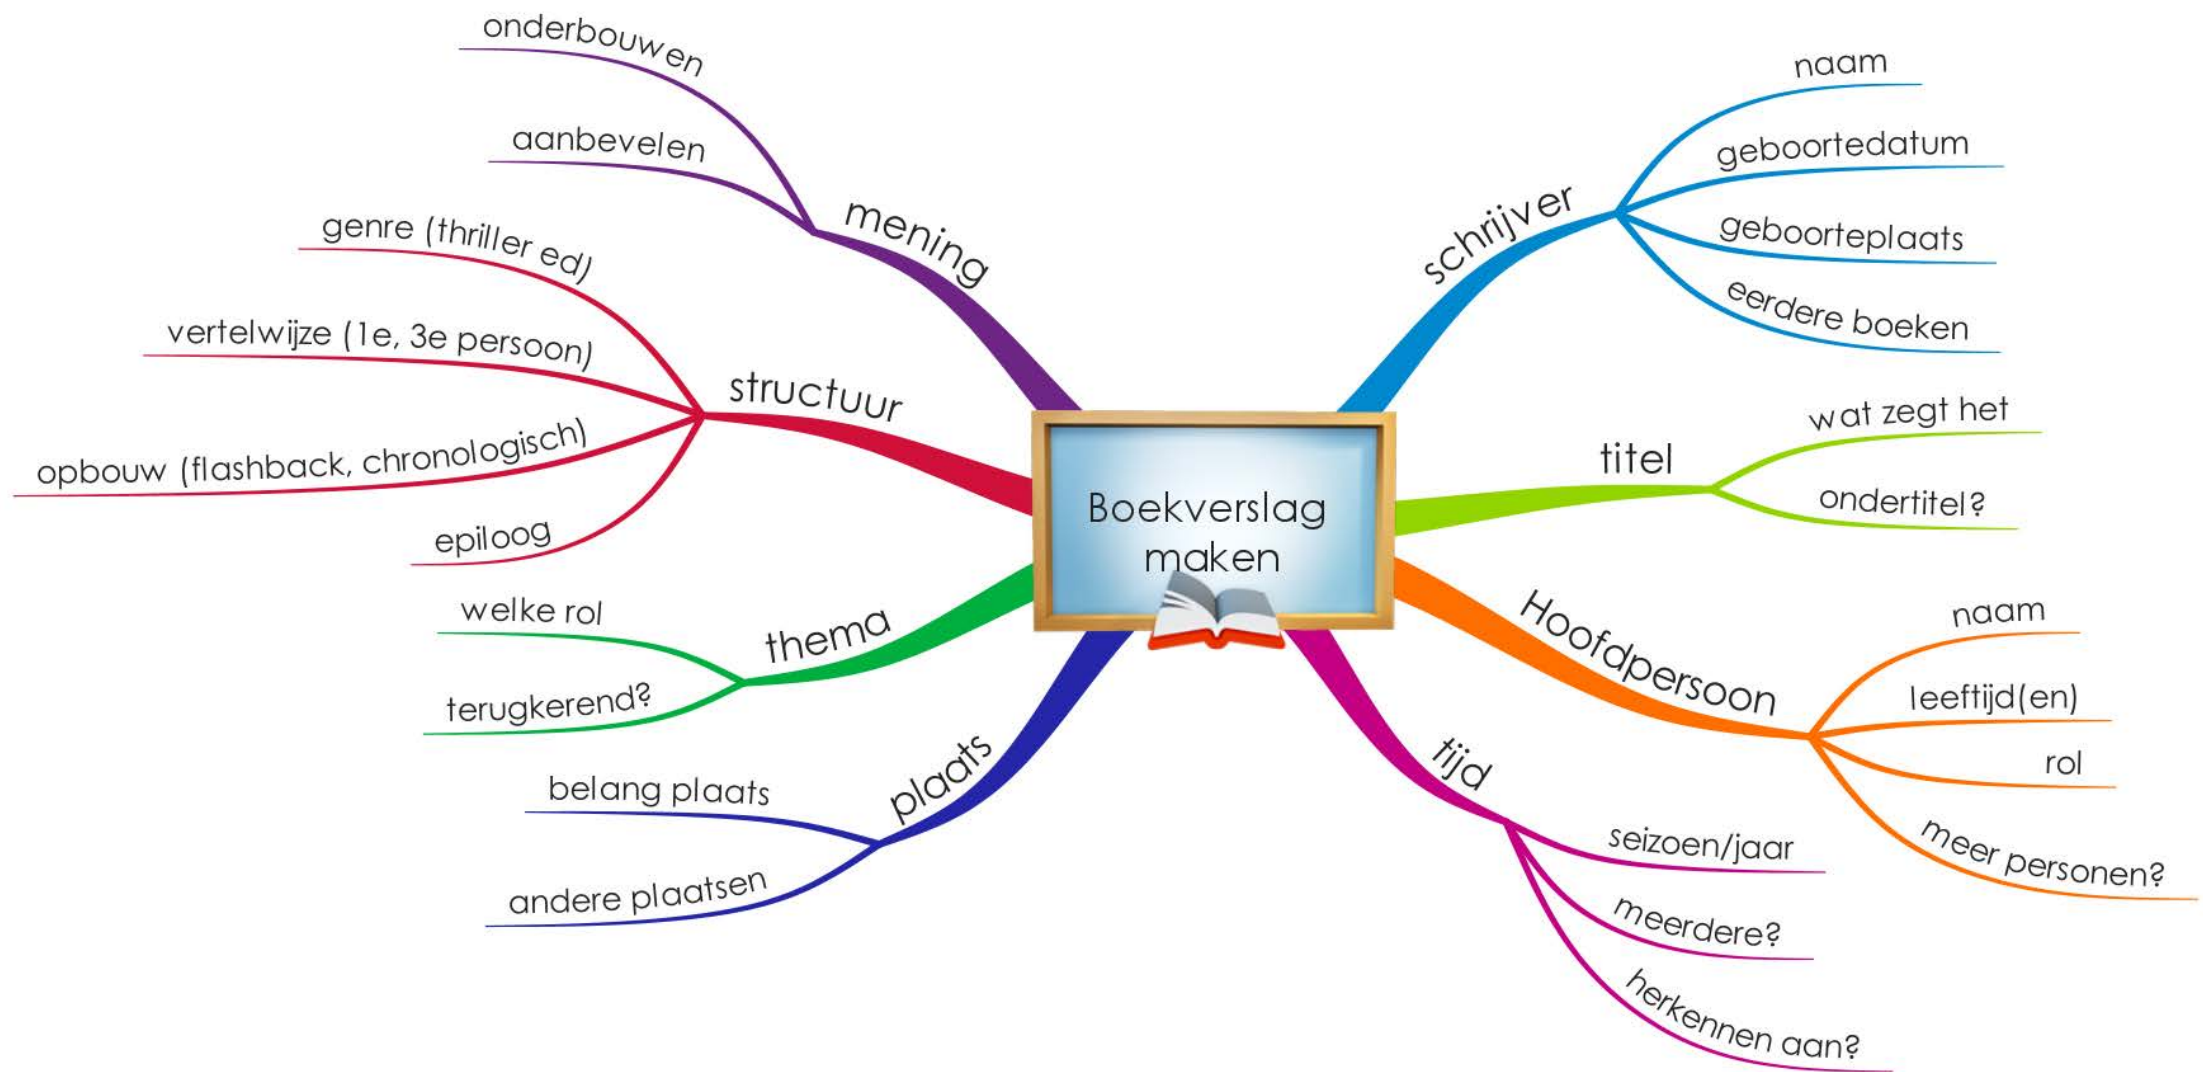 Boekverslag
maken
schrijver
naam
geboortedatum
geboorteplaats
eerdere boeken
titel
wat zegt het
ondertitel?
Hoofdpersoon
naam
leeftijd(en)
rol
meer personen?
tijd
seizoen/jaar
meerdere?
herkennen aan?
plaats
belang plaats
andere plaatsen
thema
welke rol
terugkerend?
structuur
genre (thriller ed)
vertelwijze (1e, 3e persoon)
opbouw (flashback, chronologisch)
epiloog
mening
onderbouwen
aanbevelen